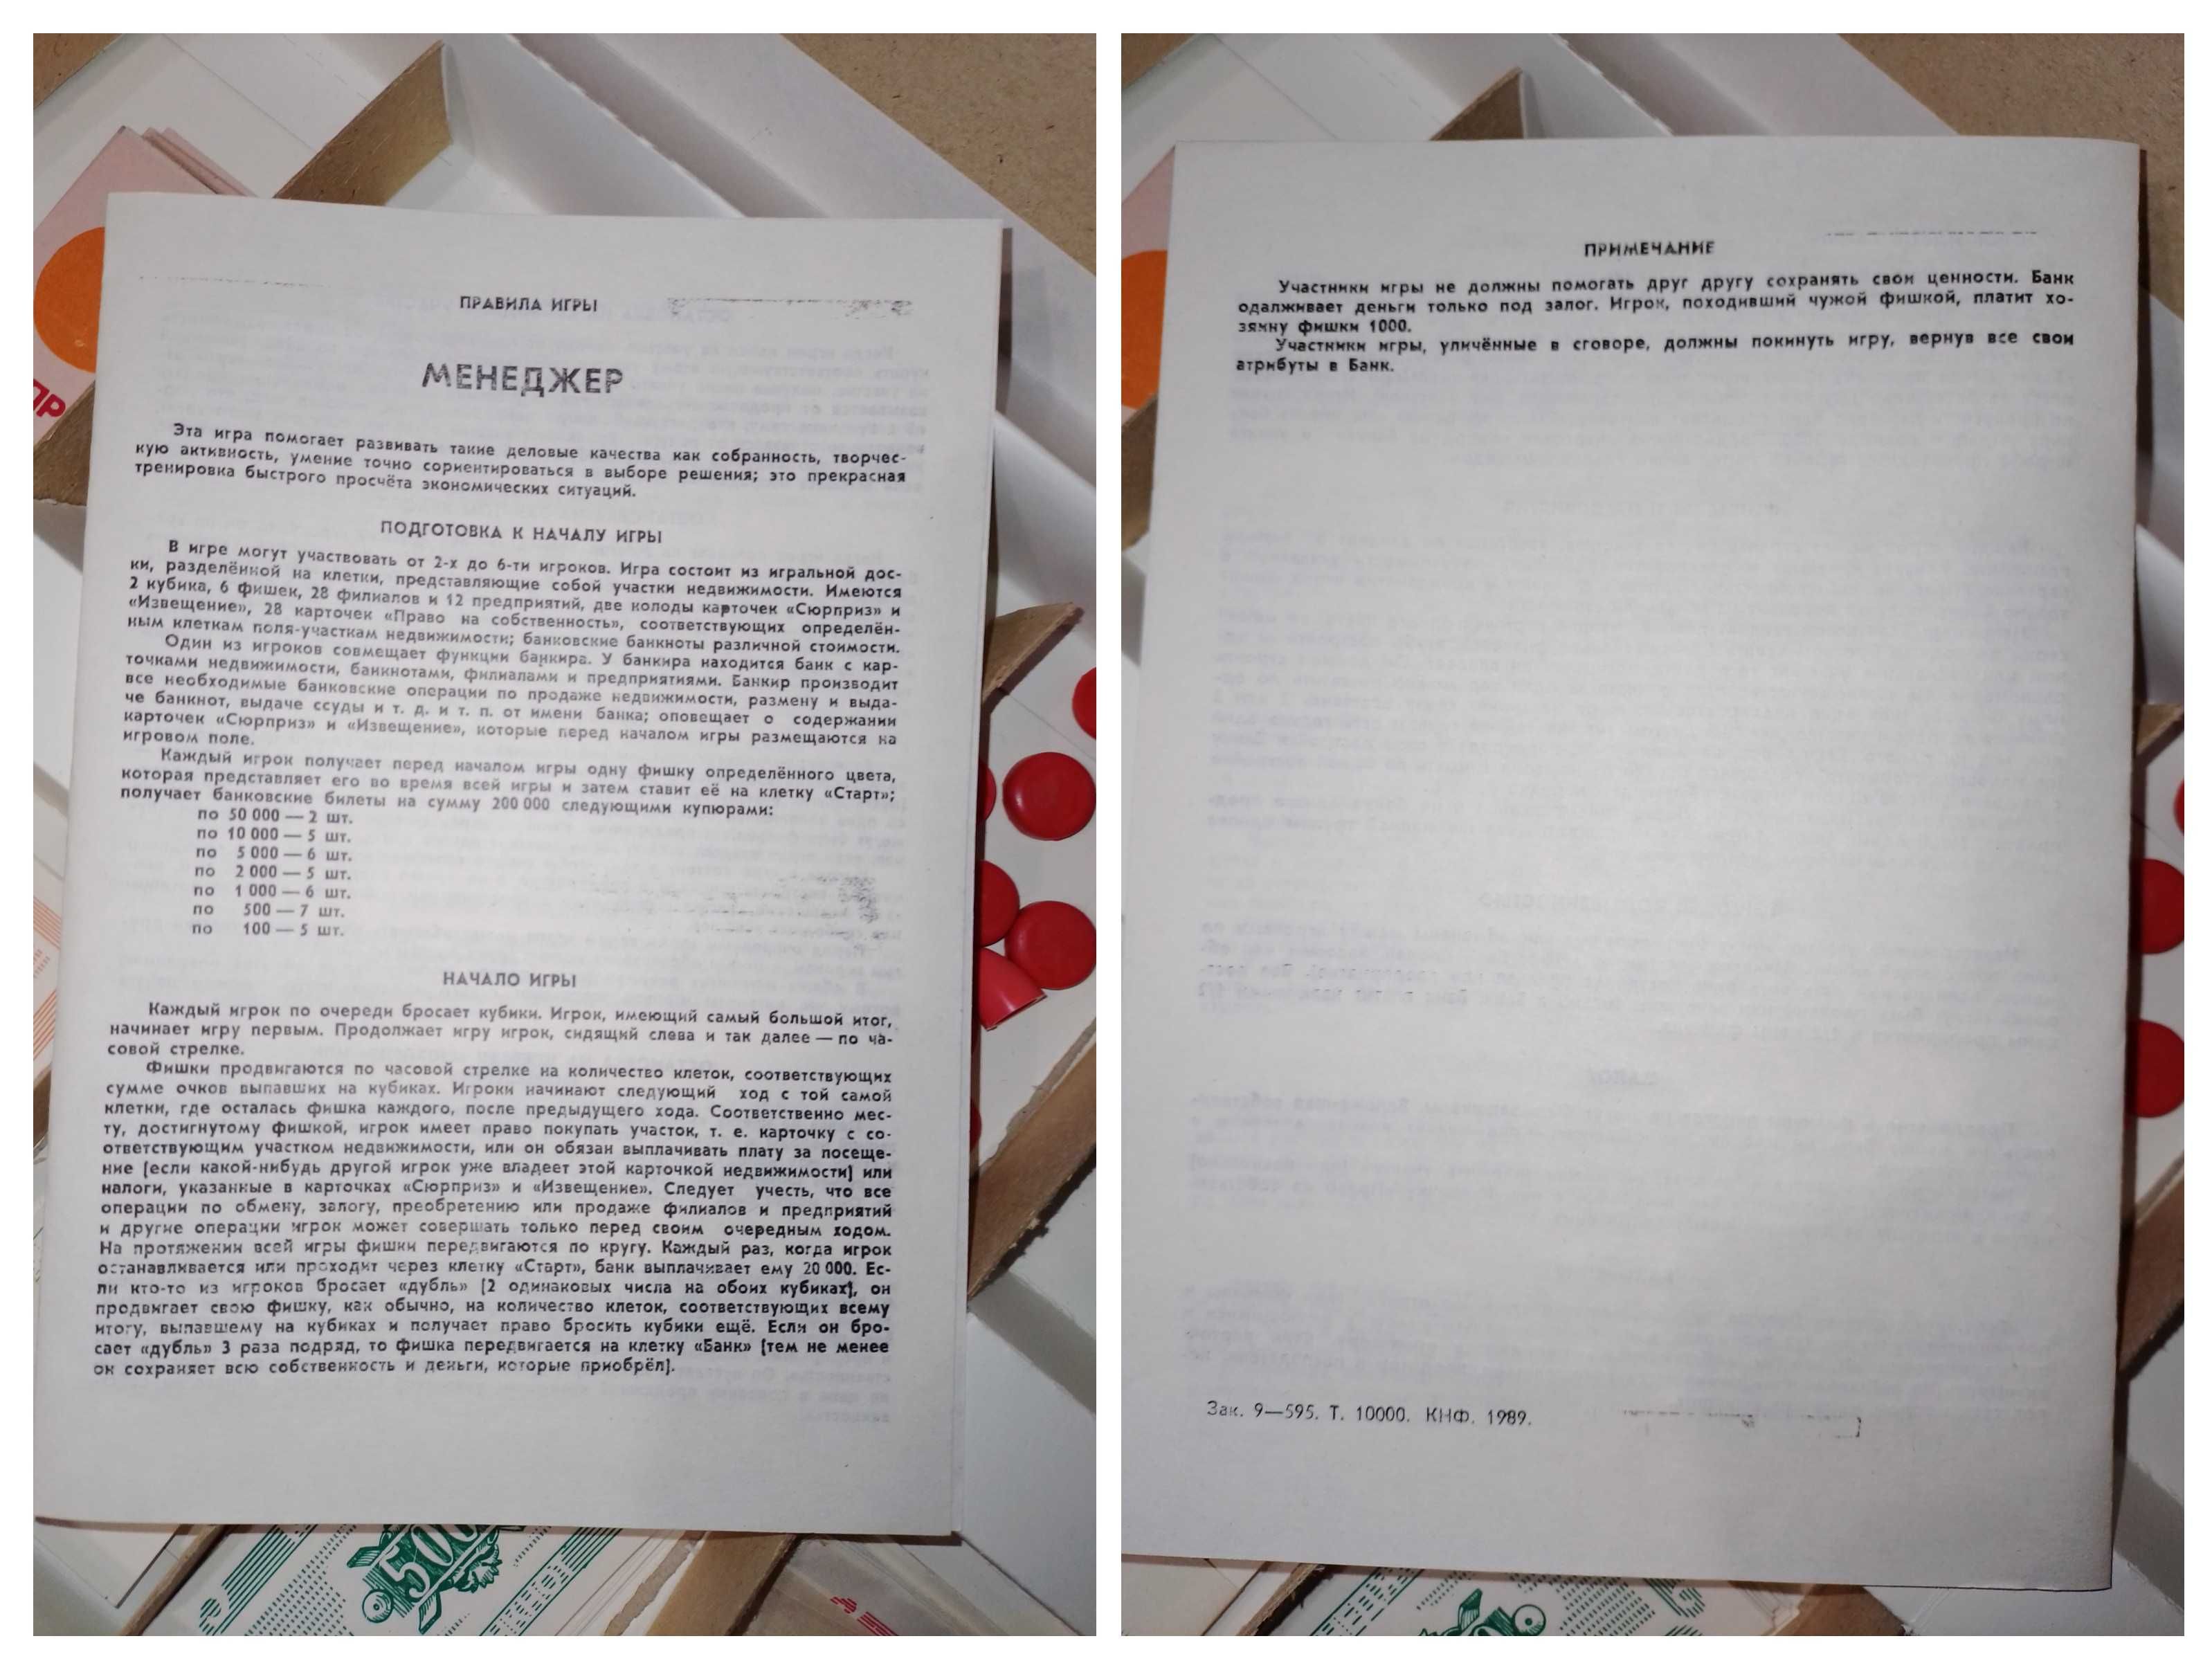 ПРАВИЛА ИГРЫ
МЕНЕДЖЕР
Эта игра помогает развивать такие деловые качества как собранность, творчес-
кую активность, умение точно сориентироваться в выборе решения; это прекрасная
тренировка быстрого просчёта экономических ситуаций.
ПОДГОТОВКА К НАЧАЛУ ИГРЫ
В игре могут участвовать от 2-х до 6-ти игроков. Игра состоит из игральной дос-
ки, разделённой на клетки, представляющие собой участки недвижимости. Имеются
2 кубика, 6 фишек, 28 филиалов и 12 предприятий, две колоды карточек «Сюрприз» и
«Извещение», 28 карточек «Право на собственность», соответствующих определён-
ным клеткам поля-участкам недвижимости; банковские банкноты различной стоимости.
Один из игроков совмещает функции банкира. У банкира находится банк с кар-
точками недвижимости, банкнотами, филиалами и предприятиями. Банкир производит
все необходимые банковские операции по продаже недвижимости, размену и выда-
че банкнот, выдаче ссуды и т. д. и т. п. от имени банка; оповещает о содержании
карточек «Сюрприз» и «Извещение», которые перед началом игры размещаются на
игровом поле.
Каждый игрок получает перед началом игры одну фишку определённого цвета,
которая представляет его во время всей игры и затем ставит её на клетку «Старт»;
получает банковские билеты на сумму 200 000 следующими купюрами:
по 50 000 — 2 шт.
по 10 000 — 5 шт.
по 5 000 — 6 шт.
по 2 000 — 5 шт.
по 1 000 — 6 шт.
по 500 — 7 шт.
по 100 — 5 шт.
НАЧАЛО ИГРЫ
Каждый игрок по очереди бросает кубики. Игрок, имеющий самый большой итог,
начинает игру первым. Продолжает игру игрок, сидящий слева и так далее — по ча-
совой стрелке.
Фишки продвигаются по часовой стрелке на количество клеток, соответствующих
сумме очков выпавших на кубиках. Игроки начинают следующий ход с той самой
клетки, где осталась фишка каждого, после предыдущего хода. Соответственно мес-
ту, достигнутому фишкой, игрок имеет право покупать участок, т. е. карточку с со-
ответствующим участком недвижимости, или он обязан выплачивать плату за посеще-
ние [если какой-нибудь другой игрок уже владеет этой карточкой недвижимости] или
налоги, указанные в карточках «Сюрприз» и «Извещение». Следует учесть, что все
операции по обмену, залогу, преобретению или продаже филиалов и предприятий
и другие операции игрок может совершать только перед своим очередным ходом.
На протяжении всей игры фишки передвигаются по кругу. Каждый раз, когда игрок
останавливается или проходит через клетку «Старт», банк выплачивает ему 20 000. Ес-
ли кто-то из игроков бросает «дубль» [2 одинаковых числа на обоих кубиках], он
продвигает свою фишку, как обычно, на количество клеток, соответствующих всему
итогу, выпавшему на кубиках и получает право бросить кубики ещё. Если он бро-
сает «дубль» 3 раза подряд, то фишка передвигается на клетку «Банк» [тем не менее
он сохраняет всю собственность и деньги, которые приобрёл].
500
ПРИМЕЧАНИЕ
Участники игры не должны помогать друг другу сохранять свои ценности. Банк
одалживает деньги только под залог. Игрок, походивший чужой фишкой, платит хо-
зяину фишки 1000.
Участники игры, уличённые в сговоре, должны покинуть игру, вернув все свои
атрибуты в Банк.
Зак. 9—595. Т. 10000. КНФ. 1989.